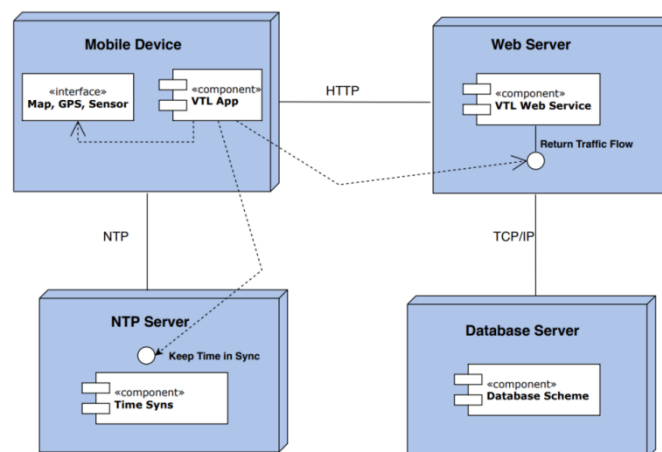 Mobile Device
«interface»
Map, GPS, Sensor
«component»
VTL App
HTTP
Web Server
«component»
VTL Web Service
Return Traffic Flow
NTP
TCP/IP
NTP Server
Keep Time in Sync
«component»
Time Syns
Database Server
«component»
Database Scheme